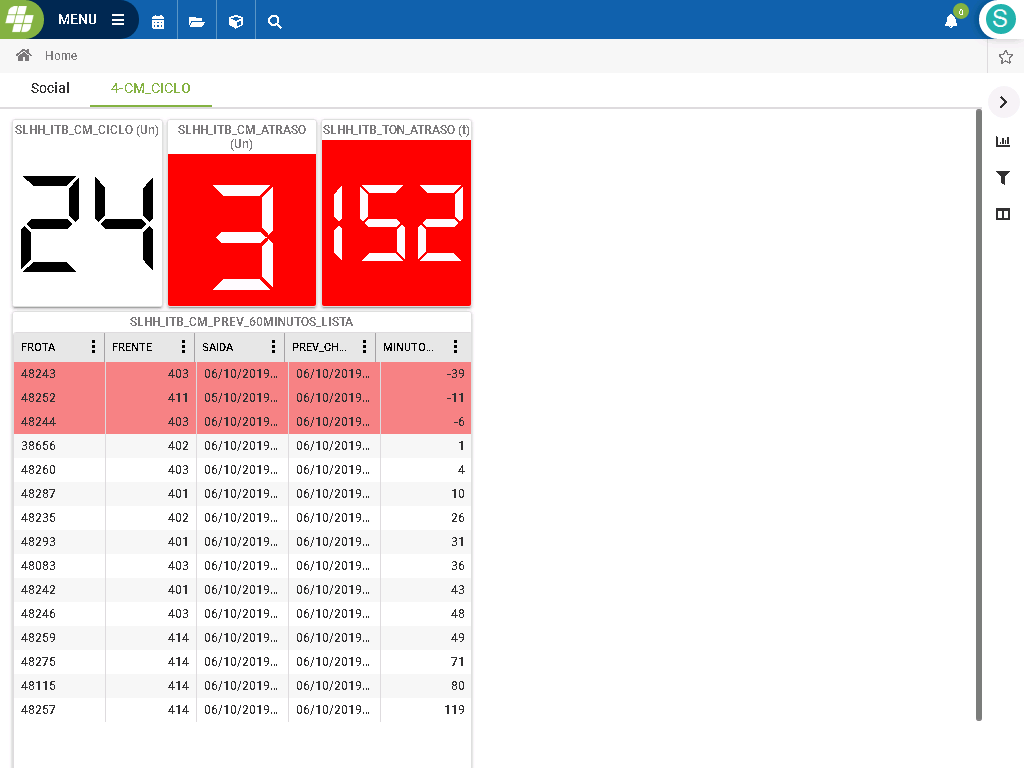 MENU
0
S
Home
Social 4-CM_CICLO
SLHH_ITB_CM_CICLO (Un)
24
SLHH_ITB_CM_ATRASO
(Un)
3
SLHH_ITB_TON_ATRASO (t)
152
SLHH_ITB_CM_PREV_60MINUTOS_LISTA
FROTA FRENTE SAIDA PREV_CH... MINUTO...
48243 403 06/10/2019... 06/10/2019... -39
48252 411 05/10/2019... 06/10/2019... -11
48244 403 06/10/2019... 06/10/2019... -6
38656 402 06/10/2019... 06/10/2019... 1
48260 403 06/10/2019... 06/10/2019... 4
48287 401 06/10/2019... 06/10/2019... 10
48235 402 06/10/2019... 06/10/2019... 26
48293 401 06/10/2019... 06/10/2019... 31
48083 403 06/10/2019... 06/10/2019... 36
48242 401 06/10/2019... 06/10/2019... 43
48246 403 06/10/2019... 06/10/2019... 48
48259 414 06/10/2019... 06/10/2019... 49
48275 414 06/10/2019... 06/10/2019... 71
48115 414 06/10/2019... 06/10/2019... 80
48257 414 06/10/2019... 06/10/2019... 119